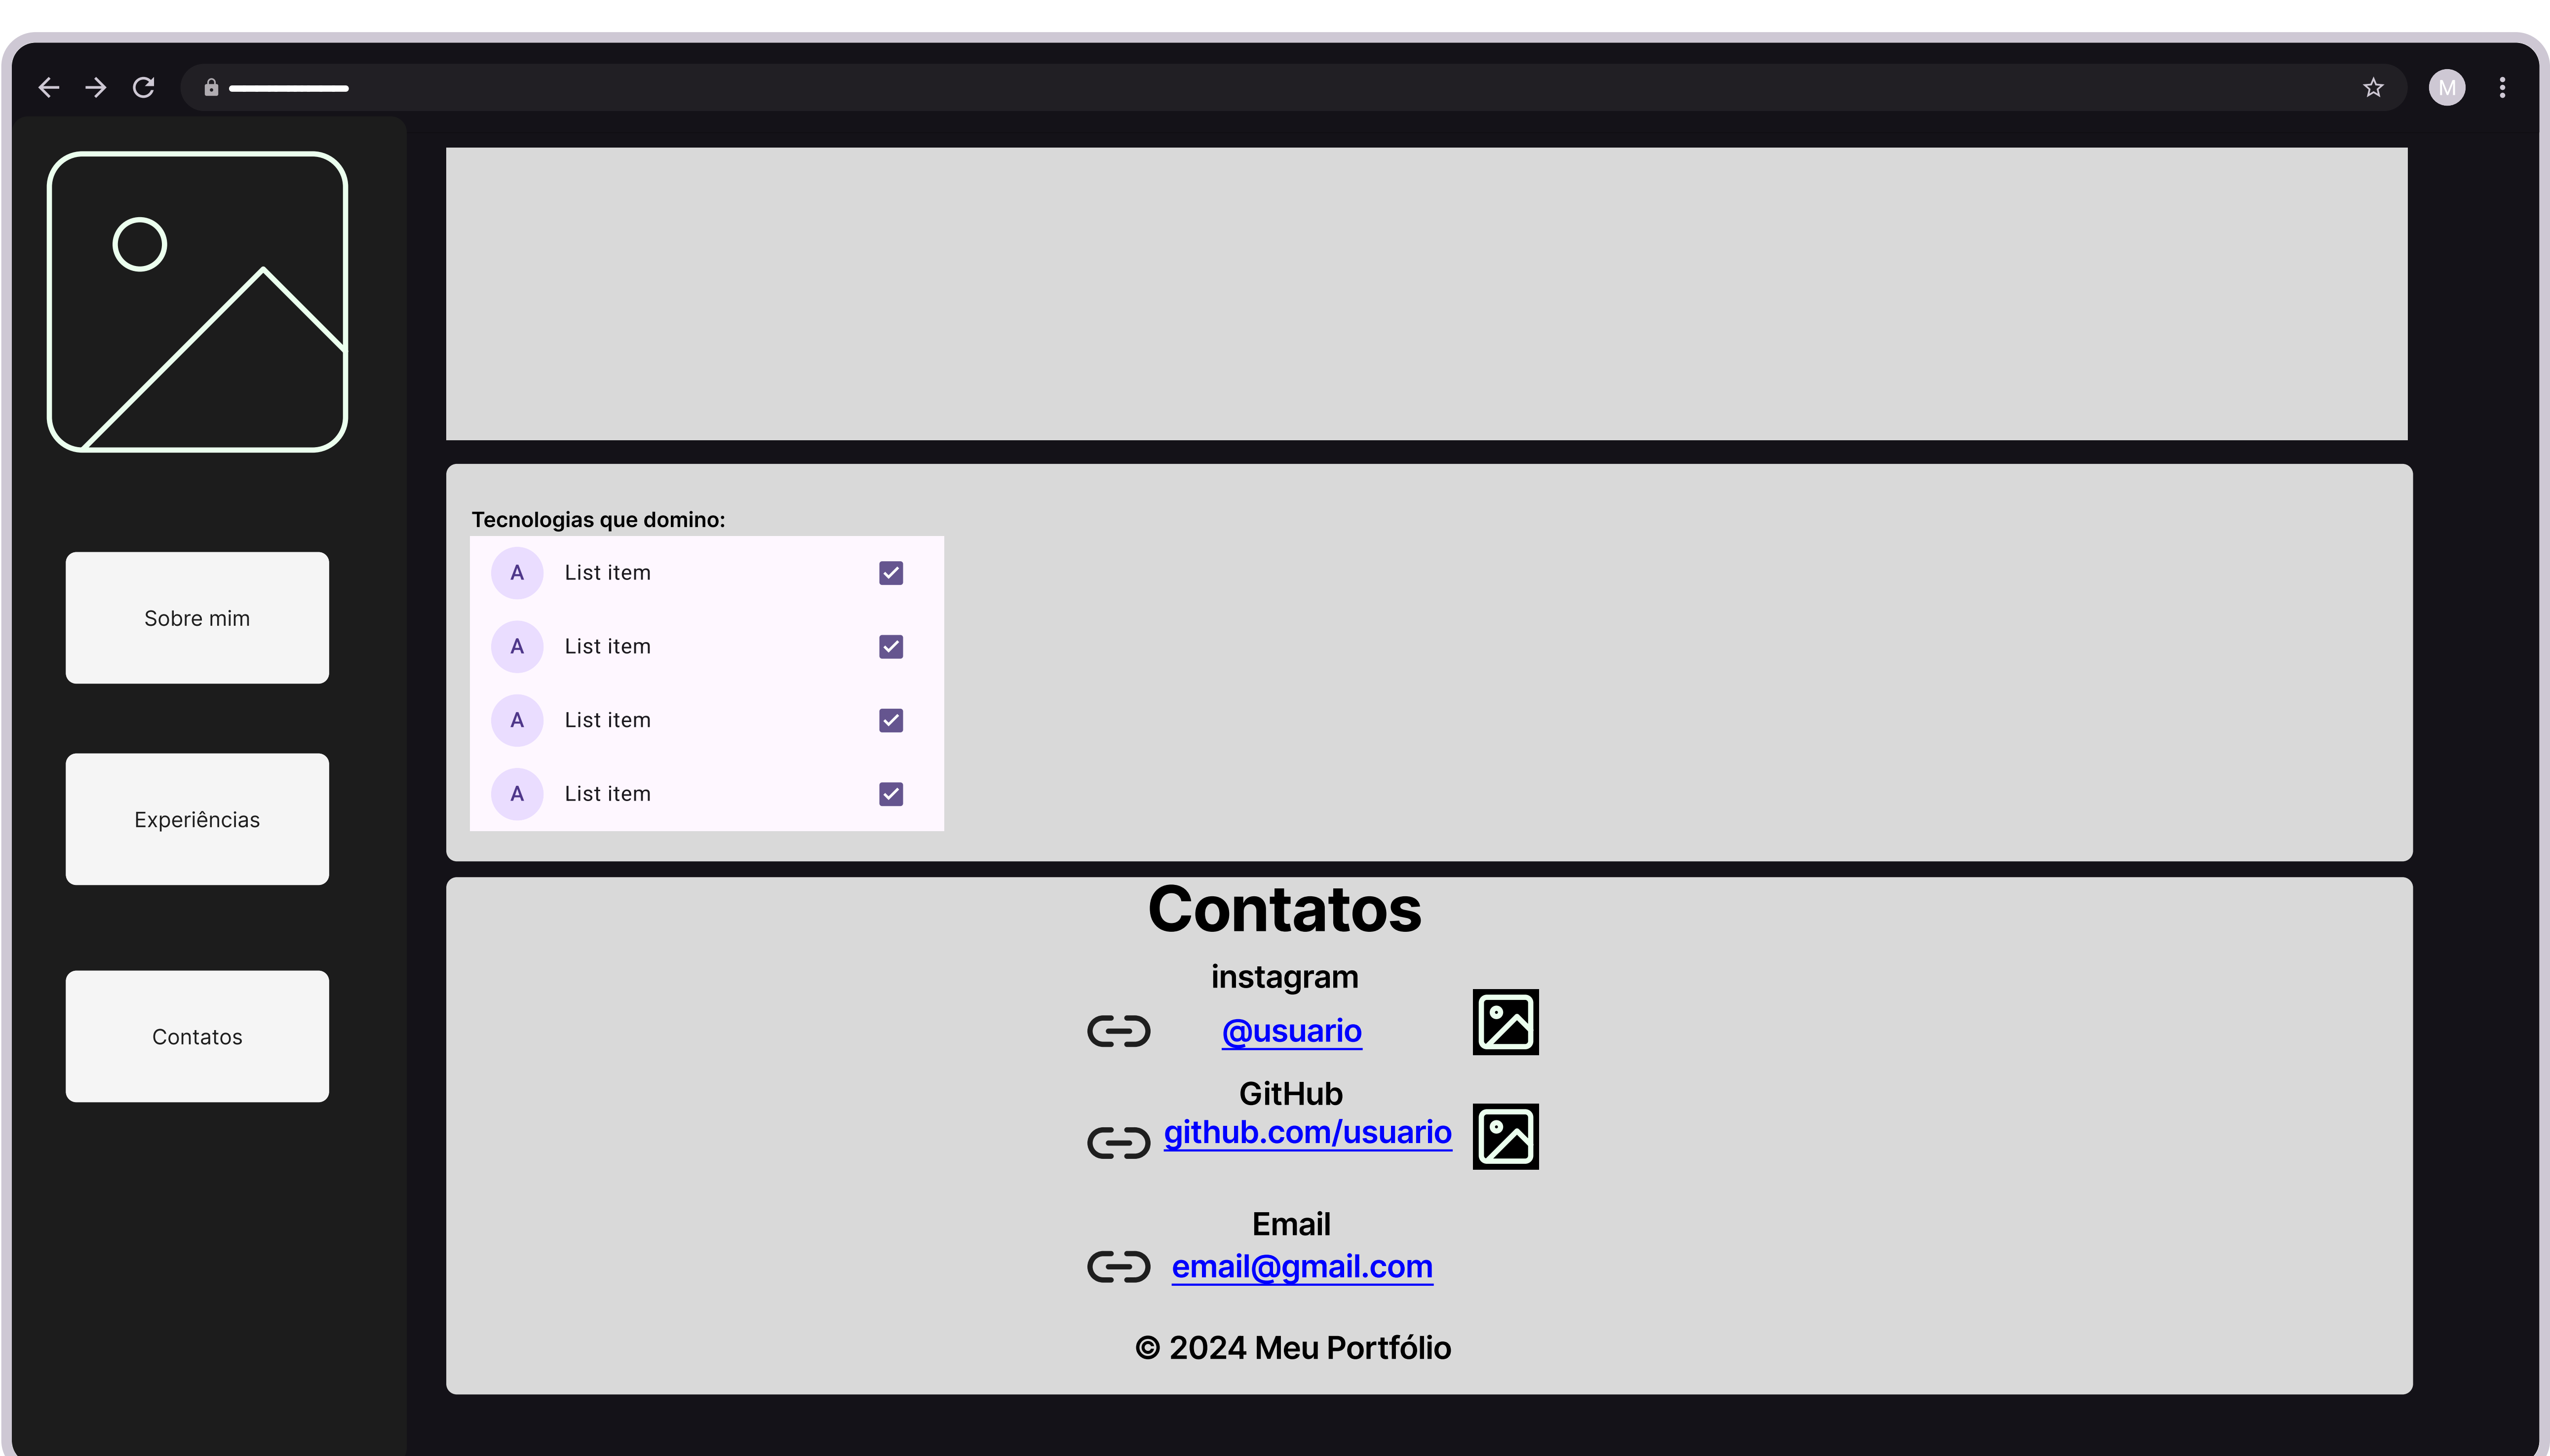 M
Sobre mim
Experiências
Contatos
Tecnologias que domino:
A List item
A List item
A List item
A List item
Contatos
instagram
@usuario
GitHub
github.com/usuario
Email
email@gmail.com
© 2024 Meu Portfólio